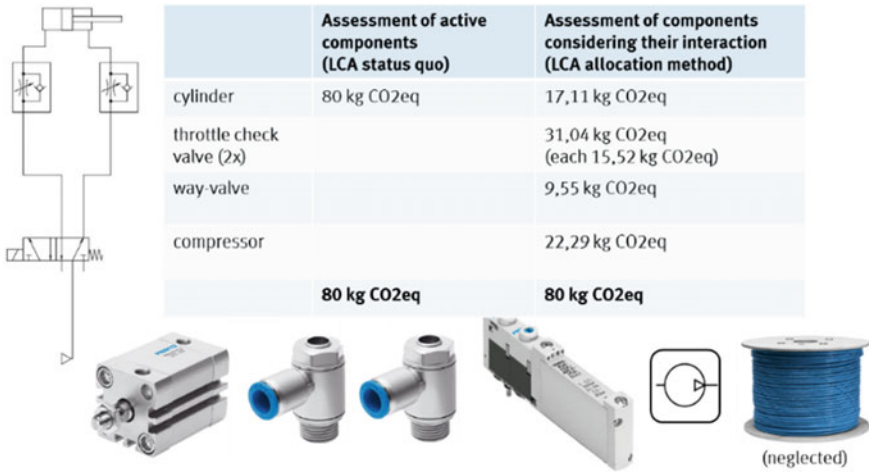 Assessment of active
components
(LCA status quo)
Assessment of components
considering their interaction
(LCA allocation method)
cylinder
80 kg CO2eq
17,11 kg CO2eq
throttle check
valve (2x)
31,04 kg CO2eq
(each 15,52 kg CO2eq)
way-valve
9,55 kg CO2eq
compressor
22,29 kg CO2eq
80 kg CO2eq
80 kg CO2eq
FESTO
(neglected)